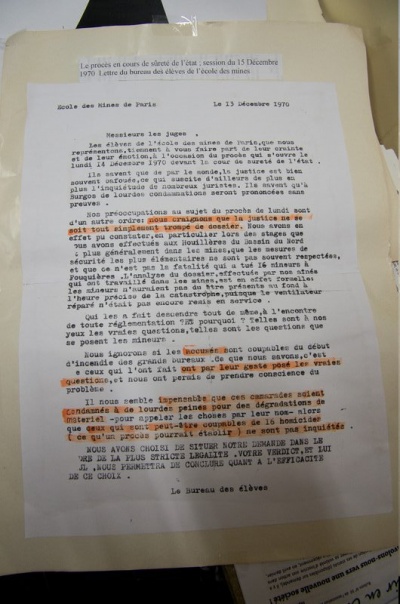 Le procès en cours de sûreté de l'état : session du 15 Décembre
1970. Lettre du bureau des élèves de l'école des mines
Ecole des Mines de Paris Le 13 Décembre 1970
Messieurs les juges .
Les élèves de l'école des mines de Paris,que nous
représentons,tiennent à vous faire part de leur crainte
et de leur émotion,à l'occasion du procès qui s'ouvre le
lundi 14 Décembre 1970 devant la cour de sureté de l'état.
Ils savent que de par le monde,la justice est bien
souvent bafouée,ce qui suscite d'ailleurs de plus en
plus l'inquiétude de nombreux juristes. Ils savent qu'à
Burgos de lourdes condamnations seront prononcées sans
preuves .
Nos préoccupations au sujet du procès de lundi sont
d'un autre ordre: nous craignons que la justice ne se
soit tout simplement trompé de dossier. Nous avons en
effet pu constater,en particulier lors des stages que
nous avons effectués aux Houillères du Bassin du Nord
et plus généralement dans les mines,que les mesures de
sécurité les plus élémentaires ne sont pas souvent respectées,
et que ce n'est pas la fatalité qui a tué 16 mineurs à
Fouquières .L'analyse du dossier,effectuée par nos aînés
qui ont travaillé dans les mines,est en effet formelle:
les mineurs n'auraient pas du être présents au fond à
l'heure précise de la catastrophe,puisque le ventilateur
réparé n'était pas encore remis en service .
Qui les a fait descendre tout de même,à l'encontre
de toute réglementation ?Et pourquoi ? Telles sont à nos
yeux les vraies questions,telles sont les questions que
se posent les mineurs .
Nous ignorons si les accusés sont coupables du début
d'incendie des grands bureaux .Ce que nous savons,c'est
que ceux qui l'ont fait ont par leur geste posé les vraies
questions,et nous ont permis de prendre conscience du
problème .
Il nous semble impensable que ces camarades soient
condamnés à de lourdes peines pour des dégradations de
materiel -pour appeler les choses par leur nom- alors
que ceux qui sont peut-être coupables de 16 homicides
( ce qu'un procès pourrait établir ) ne sont pas inquiétés .
NOUS AVONS CHOISI DE SITUER NOTRE DEMANDE DANS LE
DE LA PLUS STRICTE LEGALITE .VOTRE VERDICT,ET LUI
NOUS PERMETTRA DE CONCLURE QUANT A L'EFFICACITE
DE CE CHOIX .
Le Bureau des élèves
une nouvelle société